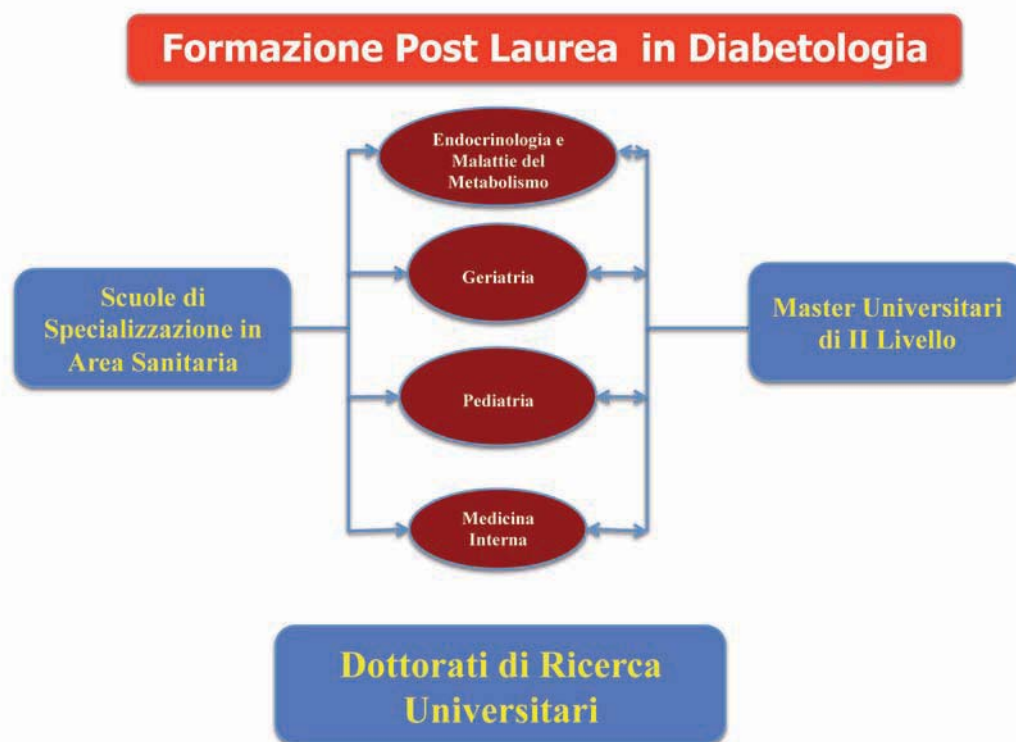 Formazione Post Laurea in Diabetologia
Endocrinologia e
Malattie del
Metabolismo
Geriatria
Scuole di
Specializzazione in
Area Sanitaria
Master Universitari
di II Livello
Pediatria
Medicina
Interna
Dottorati di Ricerca
Universitari